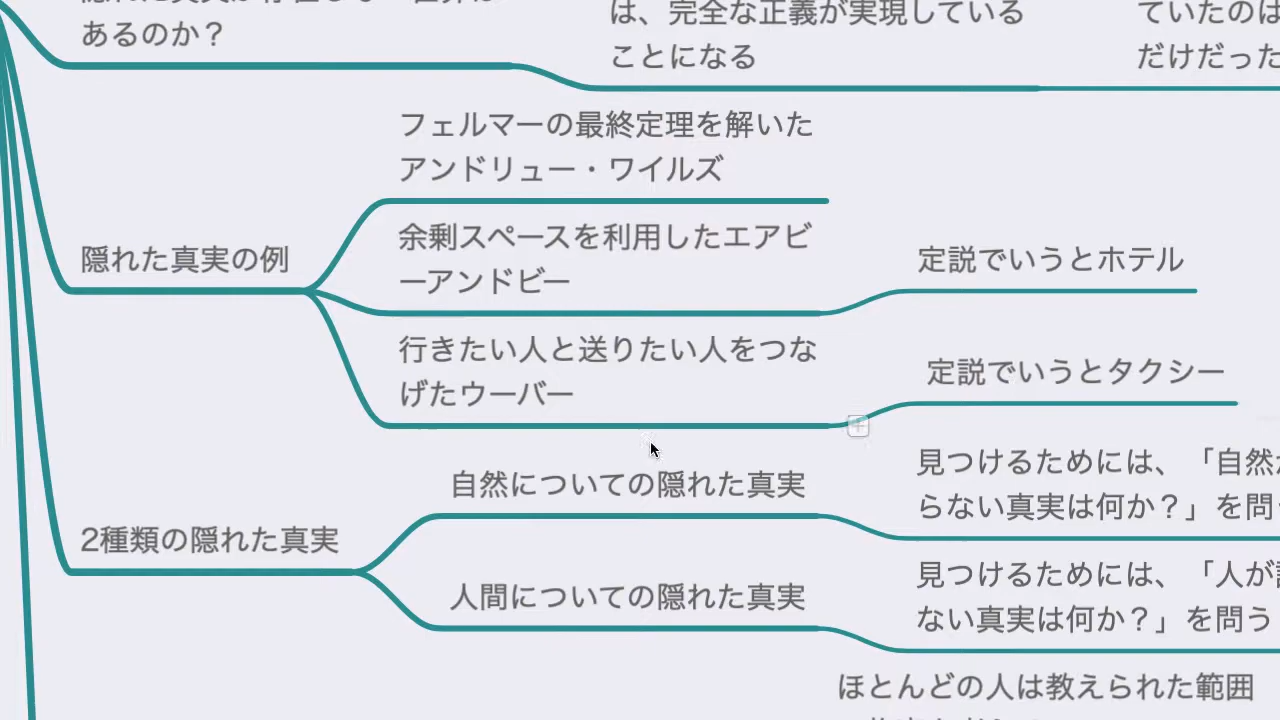 あるのか？
は、完全な正義が実現している
ことになる
ていたのは
だけだった
フェルマーの最終定理を解いた
アンドリュー・ワイルズ
隠れた真実の例
余剰スペースを利用したエアビ
ーアンドビー
定説でいうとホテル
行きたい人と送りたい人をつな
げたウーバー
定説でいうとタクシー
2種類の隠れた真実
自然についての隠れた真実
見つけるためには、「自然が
らない真実は何か？」を問
人間についての隠れた真実
見つけるためには、「人が
ない真実は何か？」を問う
ほとんどの人は教えられた範囲